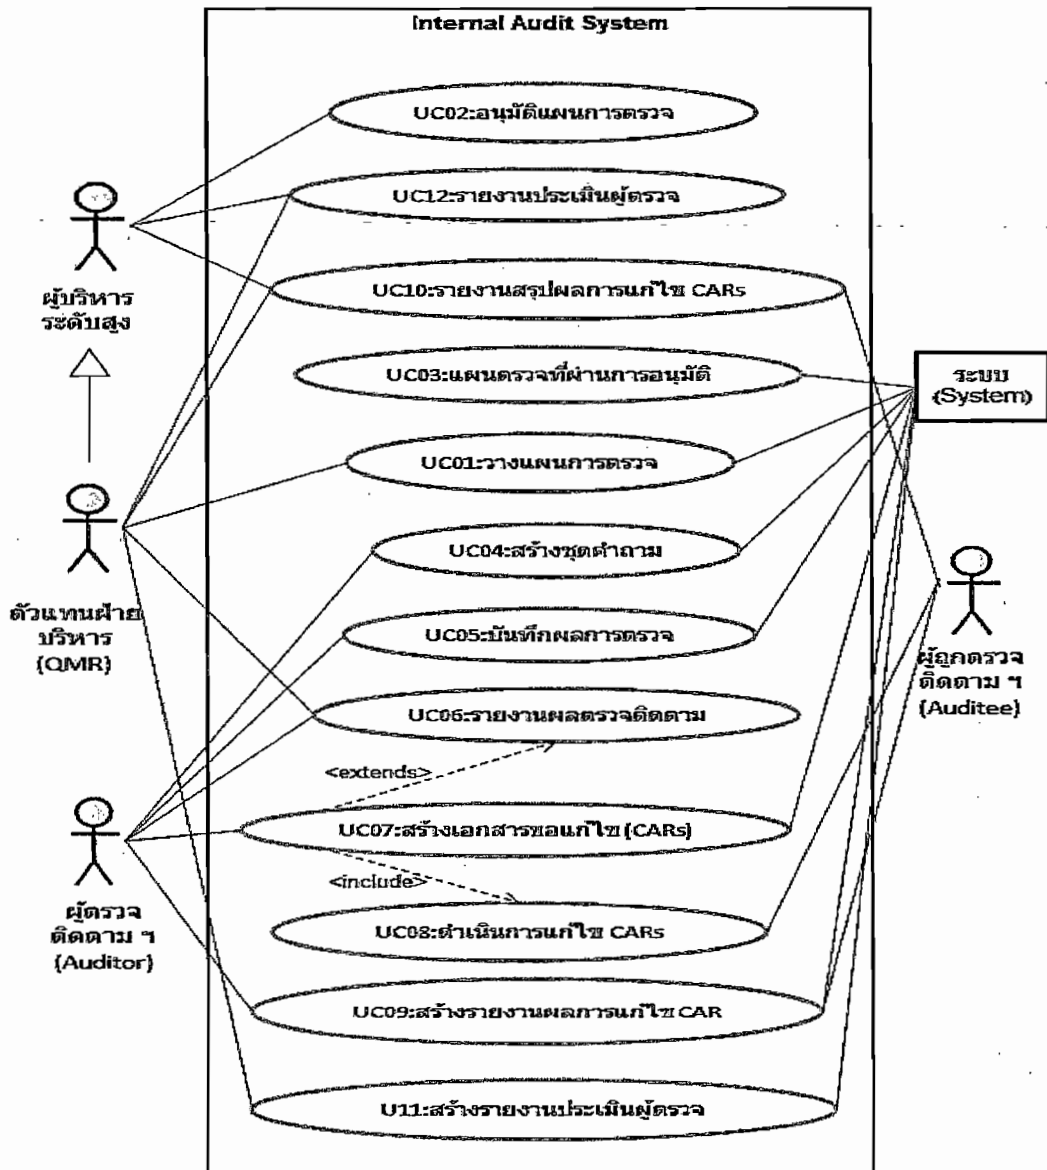 Internal Audit System
UC02:อนุมัติแผนการตรวจ
UC12:รายงานประเมินผู้ตรวจ
ผู้บริหาร
ระดับสูง
UC10:รายงานสรุปผลการแก้ไข CARs
UC03:แผนตรวจที่ผ่านการอนุมัติ
ระบบ
(System)
UC01:วางแผนการตรวจ
UC04:สร้างชุดคำถาม
ตัวแทนฝ่าย
บริหาร
(QMR)
UC05:บันทึกผลการตรวจ
ผู้ถูกตรวจ
ติดตาม ฯ
(Auditee)
UC06:รายงานผลตรวจติดตาม
<extends>
UC07:สร้างเอกสารขอแก้ไข (CARs)
<include>
ผู้ตรวจ
ติดตาม ฯ
(Auditor)
UC08:ดำเนินการแก้ไข CARs
UC09:สร้างรายงานผลการแก้ไข CAR
U11:สร้างรายงานประเมินผู้ตรวจ